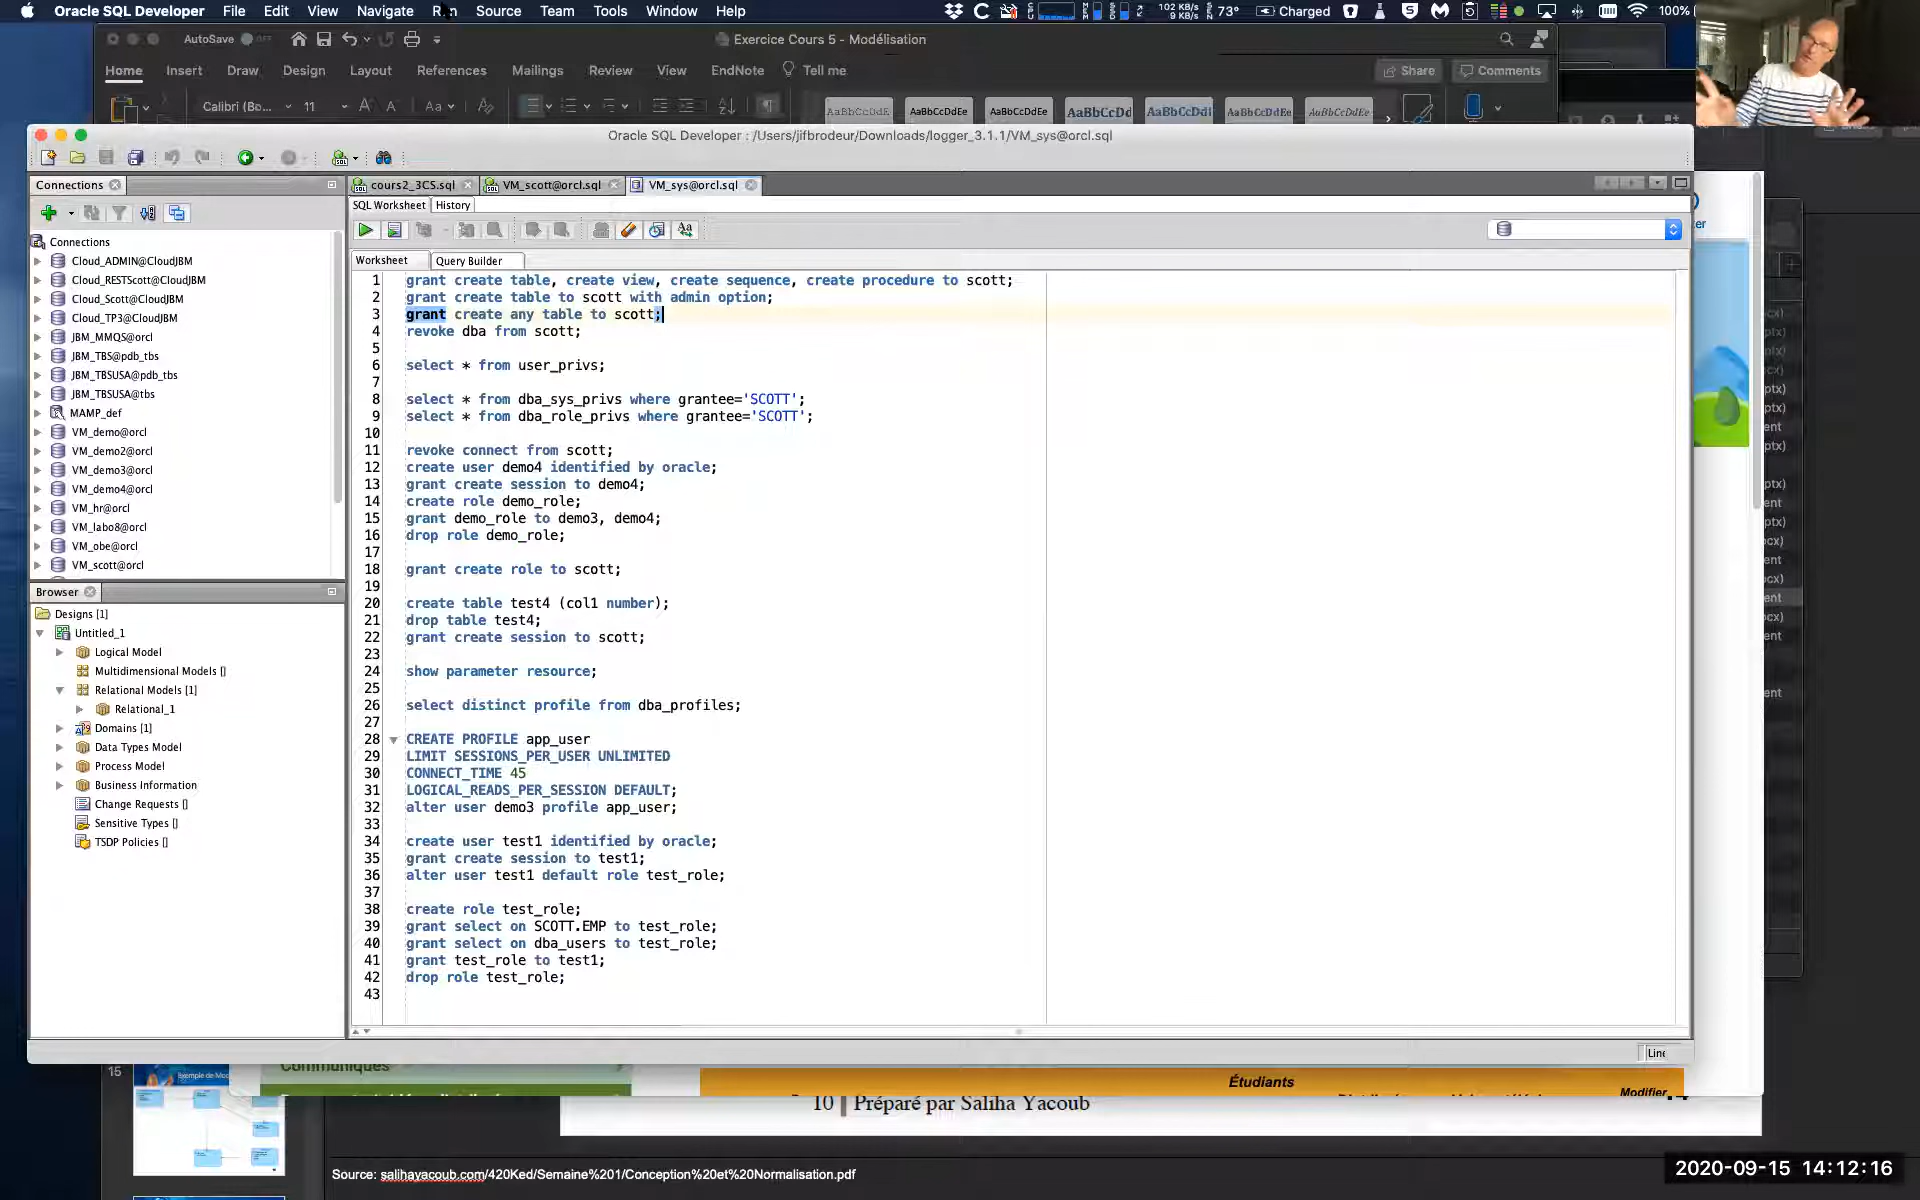 Oracle SQL Developer File Edit View Navigate Run Source Team Tools Window Help
102 KB/s
9 KB/s
73° Charged 100%
AutoSave OFF
Exercice Cours 5 - Modélisation
Home Insert Draw Design Layout References Mailings Review View EndNote Tell me
Share Comments
Calibri (Bo... 11
AaBbCcDdEe AaBbCcDdEe AaBbCcDdEe AaBbCcDd AaBbCcDdEe AaBbCcDdEe
Oracle SQL Developer : /Users/jifbrodeur/Downloads/logger_3.1.1/VM_sys@orcl.sql
Connections
cours2_3CS.sql VM_scott@orcl.sql VM_sys@orcl.sql
SQL Worksheet History
Worksheet Query Builder
Connections
Cloud_ADMIN@CloudJBM
Cloud_RESTScott@CloudJBM
Cloud_Scott@CloudJBM
Cloud_TP3@CloudJBM
JBM_MMQS@orcl
JBM_TBS@pdb_tbs
JBM_TBSUSA@pdb_tbs
JBM_TBSUSA@tbs
MAMP_def
VM_demo@orcl
VM_demo2@orcl
VM_demo3@orcl
VM_demo4@orcl
VM_hr@orcl
VM_labo8@orcl
VM_obe@orcl
VM_scott@orcl
Browser
Designs [1]
Untitled_1
Logical Model
Multidimensional Models []
Relational Models [1]
Relational_1
Domains [1]
Data Types Model
Process Model
Business Information
Change Requests []
Sensitive Types []
TSDP Policies []
1 grant create table, create view, create sequence, create procedure to scott;
2 grant create table to scott with admin option;
3 grant create any table to scott;
4 revoke dba from scott;
5
6 select * from user_privs;
7
8 select * from dba_sys_privs where grantee='SCOTT';
9 select * from dba_role_privs where grantee='SCOTT';
10
11 revoke connect from scott;
12 create user demo4 identified by oracle;
13 grant create session to demo4;
14 create role demo_role;
15 grant demo_role to demo3, demo4;
16 drop role demo_role;
17
18 grant create role to scott;
19
20 create table test4 (col1 number);
21 drop table test4;
22 grant create session to scott;
23
24 show parameter resource;
25
26 select distinct profile from dba_profiles;
27
28 CREATE PROFILE app_user
29 LIMIT SESSIONS_PER_USER UNLIMITED
30 CONNECT_TIME 45
31 LOGICAL_READS_PER_SESSION DEFAULT;
32 alter user demo3 profile app_user;
33
34 create user test1 identified by oracle;
35 grant create session to test1;
36 alter user test1 default role test_role;
37
38 create role test_role;
39 grant select on SCOTT.EMP to test_role;
40 grant select on dba_users to test_role;
41 grant test_role to test1;
42 drop role test_role;
43
Line
15
Communiqués
Étudiants
Modifier
10 | Préparé par Saliha Yacoub
Source: salihayacoub.com/420Ked/Semaine%201/Conception%20et%20Normalisation.pdf
2020-09-15 14:12:16